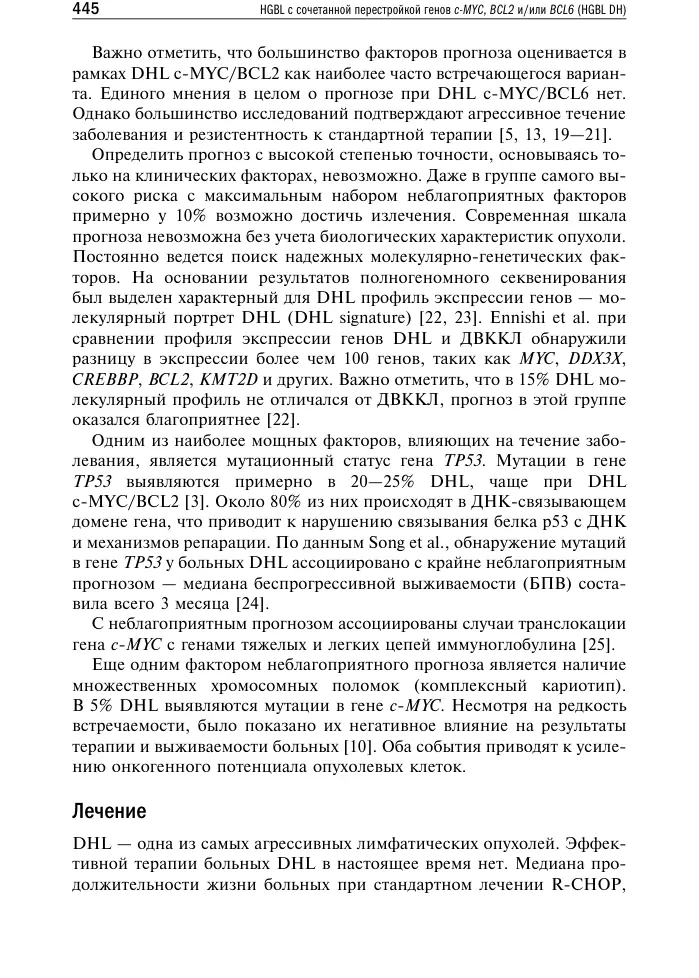 445 HGBL с сочетанной перестройкой генов c-MYC, BCL2 и/или BCL6 (HGBL DH)
Важно отметить, что большинство факторов прогноза оценивается в
рамках DHL c-MYC/BCL2 как наиболее часто встречающегося вариан-
та. Единого мнения в целом о прогнозе при DHL c-MYC/BCL6 нет.
Однако большинство исследований подтверждают агрессивное течение
заболевания и резистентность к стандартной терапии [5, 13, 19—21].
Определить прогноз с высокой степенью точности, основываясь то-
лько на клинических факторах, невозможно. Даже в группе самого вы-
сокого риска с максимальным набором неблагоприятных факторов
примерно у 10% возможно достичь излечения. Современная шкала
прогноза невозможна без учета биологических характеристик опухоли.
Постоянно ведется поиск надежных молекулярно-генетических фак-
торов. На основании результатов полногеномного секвенирования
был выделен характерный для DHL профиль экспрессии генов — мо-
лекулярный портрет DHL (DHL signature) [22, 23]. Ennishi et al. при
сравнении профиля экспрессии генов DHL и ДВККЛ обнаружили
разницу в экспрессии более чем 100 генов, таких как MYC, DDX3X,
CREBBP, BCL2, KMT2D и других. Важно отметить, что в 15% DHL мо-
лекулярный профиль не отличался от ДВККЛ, прогноз в этой группе
оказался благоприятнее [22].
Одним из наиболее мощных факторов, влияющих на течение забо-
левания, является мутационный статус гена TP53. Мутации в гене
TP53 выявляются примерно в 20—25% DHL, чаще при DHL
c-MYC/BCL2 [3]. Около 80% из них происходят в ДНК-связывающем
домене гена, что приводит к нарушению связывания белка p53 с ДНК
и механизмов репарации. По данным Song et al., обнаружение мутаций
в гене TP53 у больных DHL ассоциировано с крайне неблагоприятным
прогнозом — медиана беспрогрессивной выживаемости (БПВ) соста-
вила всего 3 месяца [24].
С неблагоприятным прогнозом ассоциированы случаи транслокации
гена c-MYC с генами тяжелых и легких цепей иммуноглобулина [25].
Еще одним фактором неблагоприятного прогноза является наличие
множественных хромосомных поломок (комплексный кариотип).
В 5% DHL выявляются мутации в гене c-MYC. Несмотря на редкость
встречаемости, было показано их негативное влияние на результаты
терапии и выживаемости больных [10]. Оба события приводят к усиле-
нию онкогенного потенциала опухолевых клеток.
Лечение
DHL — одна из самых агрессивных лимфатических опухолей. Эффек-
тивной терапии больных DHL в настоящее время нет. Медиана про-
должительности жизни больных при стандартном лечении R-CHOP,